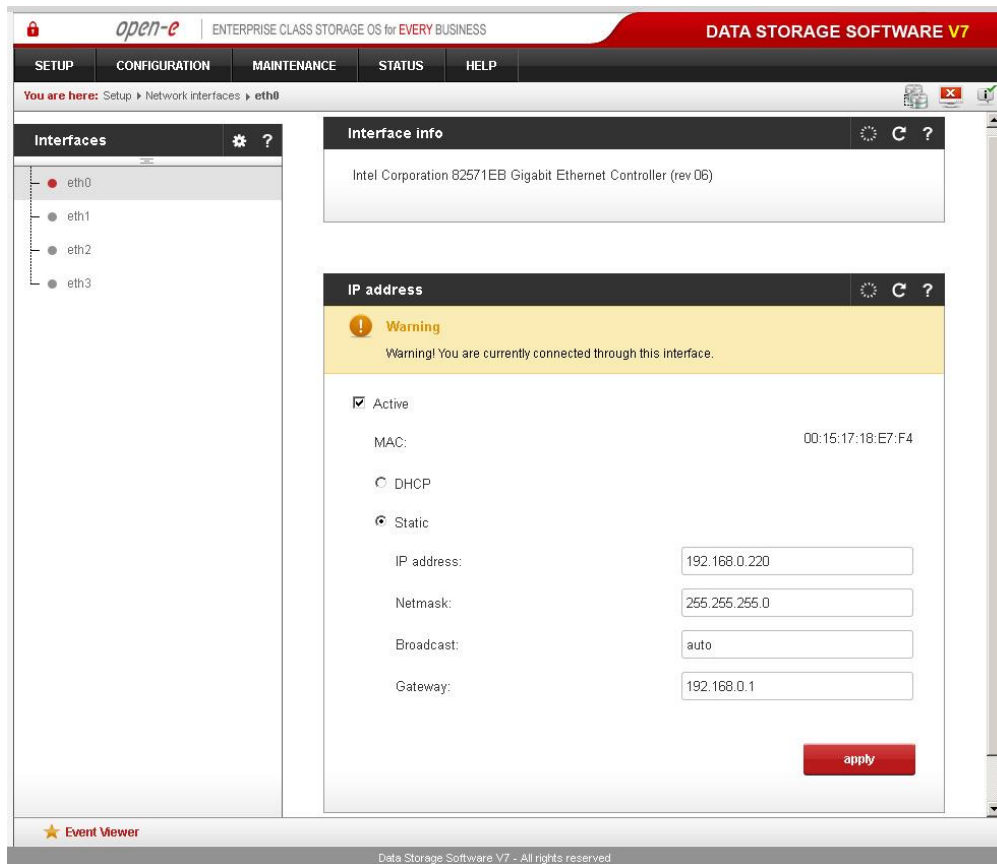 open-e ENTERPRISE CLASS STORAGE OS for EVERY BUSINESS DATA STORAGE SOFTWARE V7
SETUP CONFIGURATION MAINTENANCE STATUS HELP
You are here: Setup Network interfaces eth0
Interfaces ?
eth0
eth1
eth2
eth3
Interface info ?
Intel Corporation 82571EB Gigabit Ethernet Controller (rev 06)
IP address ?
Warning
Warning! You are currently connected through this interface.
Active
MAC: 00:15:17:18:E7:F4
DHCP
Static
IP address: 192.168.0.220
Netmask: 255.255.255.0
Broadcast: auto
Gateway: 192.168.0.1
apply
Event Viewer
Data Storage Software V7 - All rights reserved